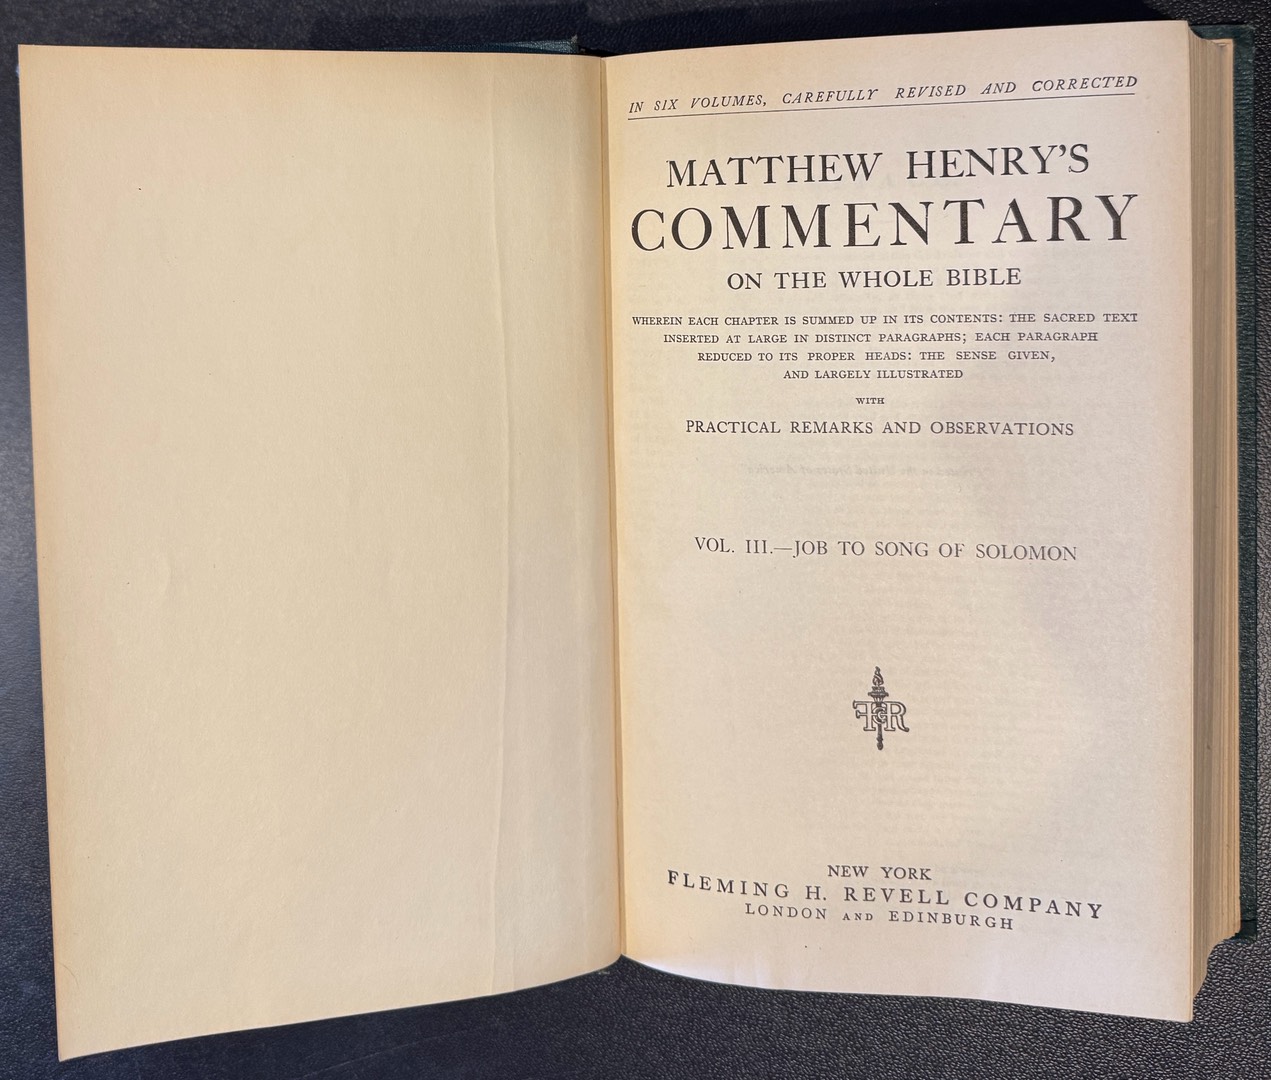 IN SIX VOLUMES, CAREFULLY REVISED AND CORRECTED
MATTHEW HENRY'S
COMMENTARY
ON THE WHOLE BIBLE
WHEREIN EACH CHAPTER IS SUMMED UP IN ITS CONTENTS: THE SACRED TEXT
INSERTED AT LARGE IN DISTINCT PARAGRAPHS; EACH PARAGRAPH
REDUCED TO ITS PROPER HEADS: THE SENSE GIVEN,
AND LARGELY ILLUSTRATED
WITH
PRACTICAL REMARKS AND OBSERVATIONS
VOL. III.—JOB TO SONG OF SOLOMON
NEW YORK
FLEMING H. REVELL COMPANY
LONDON AND EDINBURGH